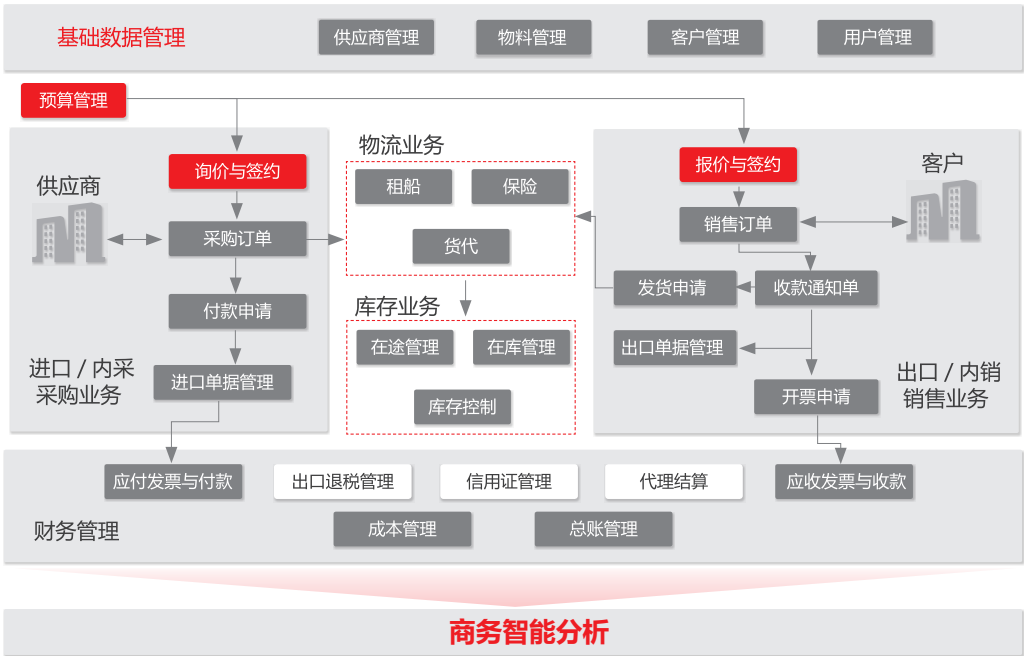 基础数据管理
供应商管理
物料管理
客户管理
用户管理
预算管理
询价与签约
供应商
采购订单
付款申请
进口 / 内采
采购业务
进口单据管理
物流业务
租船
保险
货代
库存业务
在途管理
在库管理
库存控制
报价与签约
客户
销售订单
发货申请
收款通知单
出口单据管理
出口 / 内销
销售业务
开票申请
应付发票与付款
出口退税管理
信用证管理
代理结算
应收发票与收款
财务管理
成本管理
总账管理
商务智能分析